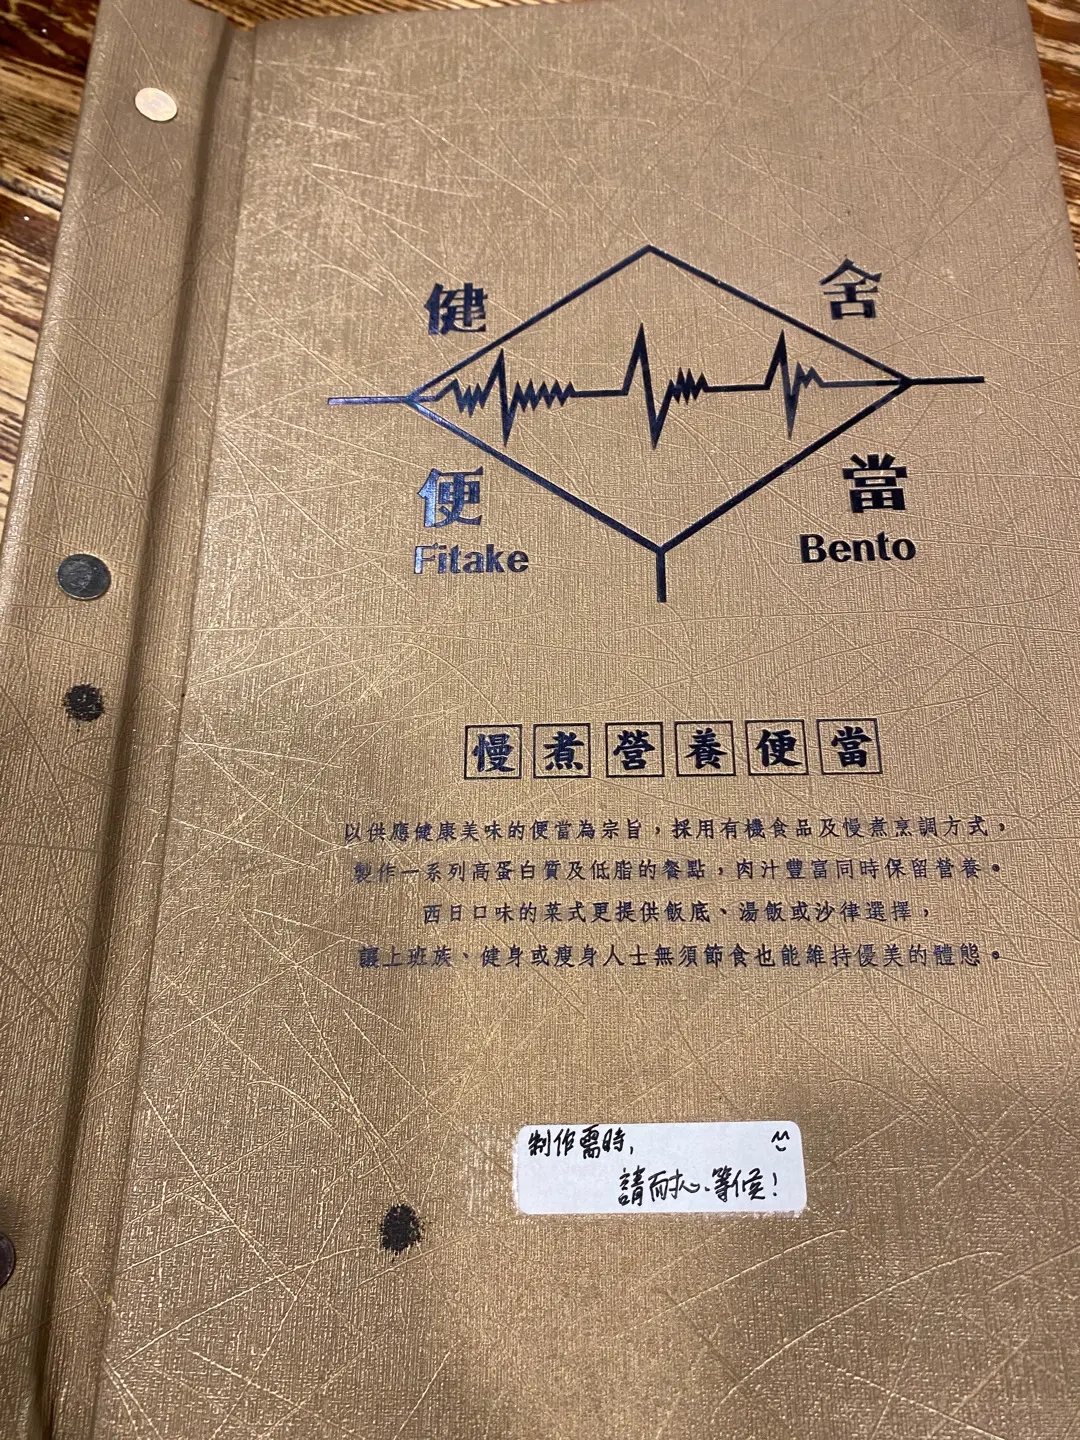 健舍
便當
Fitake Bento
慢煮營養便當
以供應健康美味的便當為宗旨，採用有機食品及慢煮烹調方式，
製作一系列高蛋白質及低脂的餐點，肉汁豐富同時保留營養。
西日口味的菜式更提供飯底、湯飯或沙律選擇，
讓上班族、健身或瘦身人士無須節食也能維持優美的體態。
制作需時，
請耐心等候！